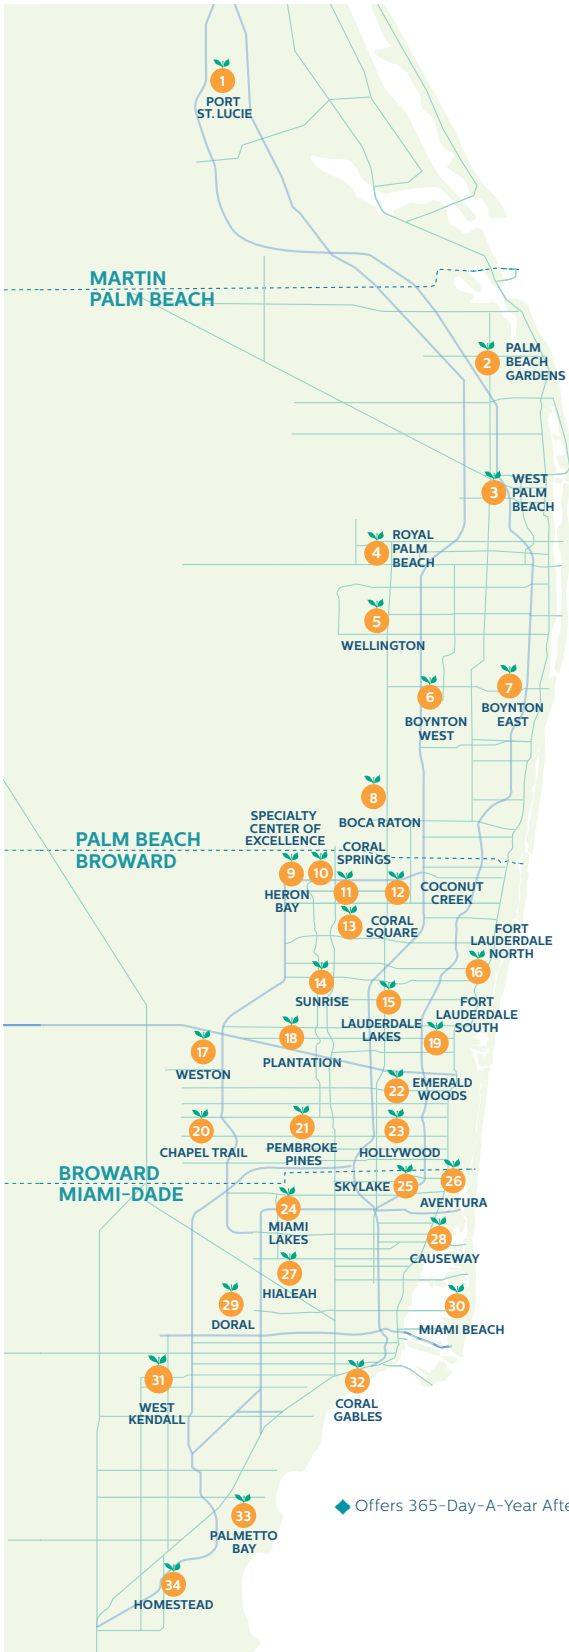 1
PORT
ST. LUCIE
MARTIN
PALM BEACH
2
PALM
BEACH
GARDENS
3
WEST
PALM
BEACH
4
ROYAL
PALM
BEACH
5
WELLINGTON
6
BOYNTON
WEST
7
BOYNTON
EAST
8
BOCA RATON
PALM BEACH
BROWARD
SPECIALTY
CENTER OF
EXCELLENCE
9
HERON
BAY
10
CORAL
SPRINGS
11
12
COCONUT
CREEK
13
CORAL
SQUARE
FORT
LAUDERDALE
NORTH
16
14
SUNRISE
15
LAUDERDALE
LAKES
FORT
LAUDERDALE
SOUTH
19
17
WESTON
18
PLANTATION
22
EMERALD
WOODS
20
CHAPEL TRAIL
21
PEMBROKE
PINES
23
HOLLYWOOD
BROWARD
MIAMI-DADE
SKYLAKE
25
26
AVENTURA
24
MIAMI
LAKES
28
CAUSEWAY
27
HIALEAH
29
DORAL
30
MIAMI BEACH
31
WEST
KENDALL
32
CORAL
GABLES
Offers 365-Day-A-Year Afte
33
PALMETTO
BAY
34
HOMESTEAD